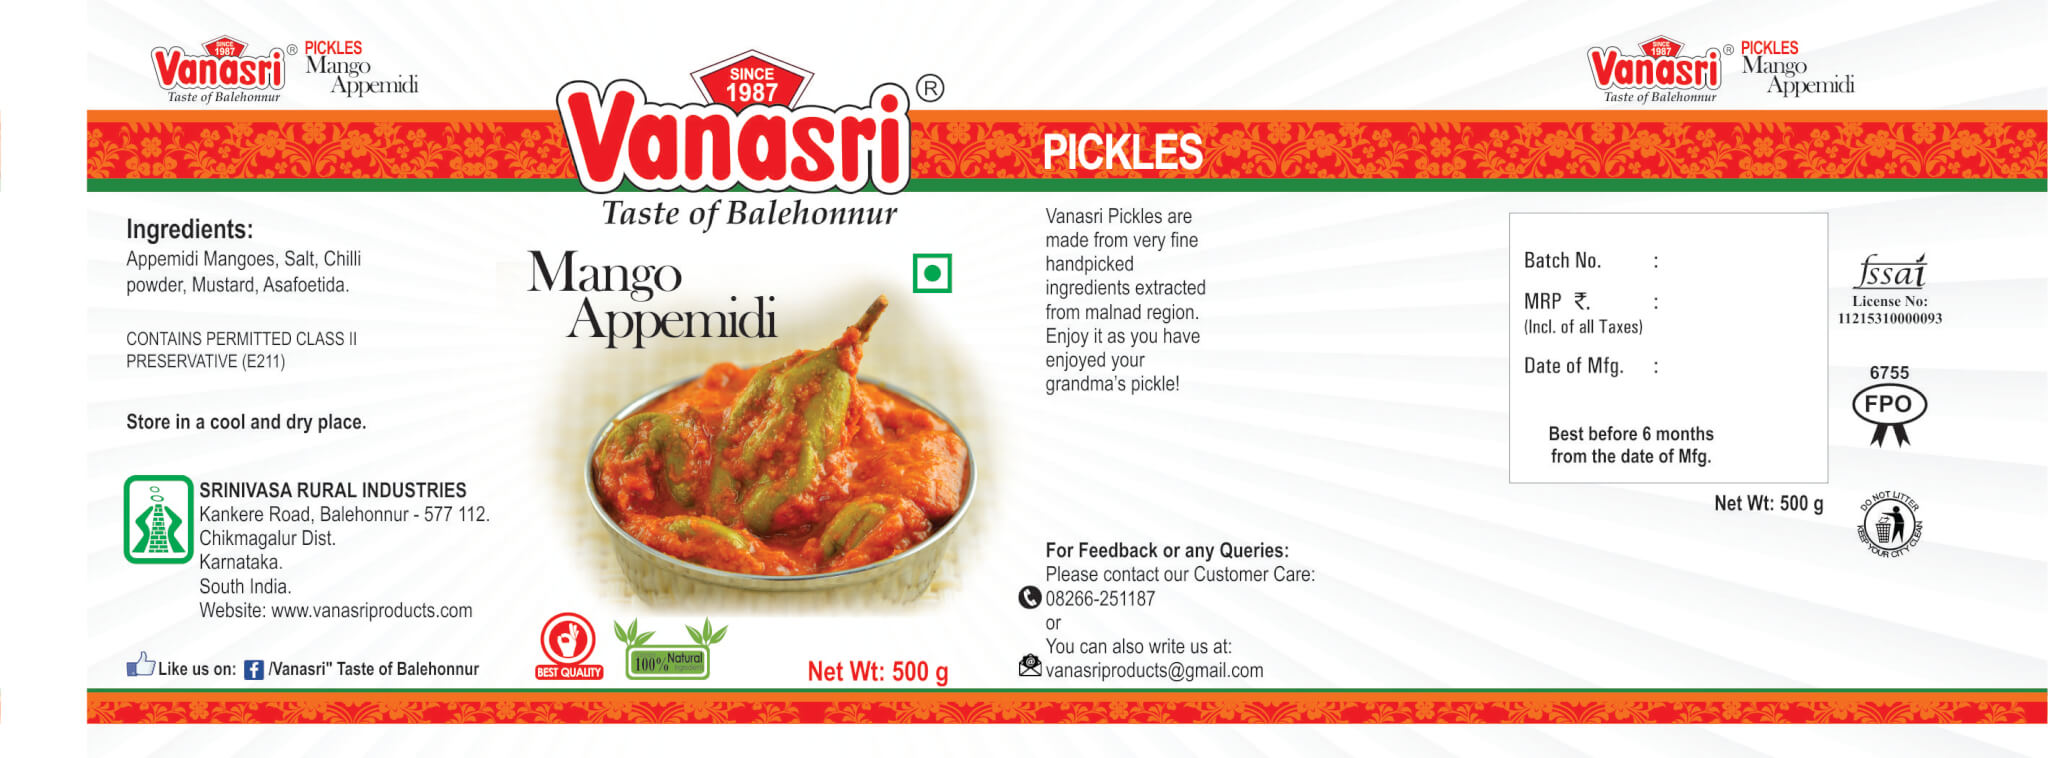 SINCE
1987
Vanasri ®
Taste of Balehonnur
PICKLES
Mango
Appemidi
Ingredients:
Appemidi Mangoes, Salt, Chilli
powder, Mustard, Asafoetida.
CONTAINS PERMITTED CLASS II
PRESERVATIVE (E211)
Store in a cool and dry place.
SRINIVASA RURAL INDUSTRIES
Kankere Road, Balehonnur - 577 112.
Chikmagalur Dist.
Karnataka.
South India.
Website: www.vanasriproducts.com
Like us on: f /Vanasri" Taste of Balehonnur
SINCE
1987
Vanasri ®
Taste of Balehonnur
Mango
Appemidi
BEST QUALITY
100% Natural
Ingredient
Net Wt: 500 g
PICKLES
Vanasri Pickles are
made from very fine
handpicked
ingredients extracted
from malnad region.
Enjoy it as you have
enjoyed your
grandma's pickle!
For Feedback or any Queries:
Please contact our Customer Care:
08266-251187
or
You can also write us at:
vanasriproducts@gmail.com
SINCE
1987
Vanasri ®
Taste of Balehonnur
PICKLES
Mango
Appemidi
Batch No. :
MRP ₹. :
(Incl. of all Taxes)
Date of Mfg. :
Best before 6 months
from the date of Mfg.
Net Wt: 500 g
fssai
License No:
11215310000093
6755
FPO
DO NOT LITTER
KEEP YOUR CITY CLEAN